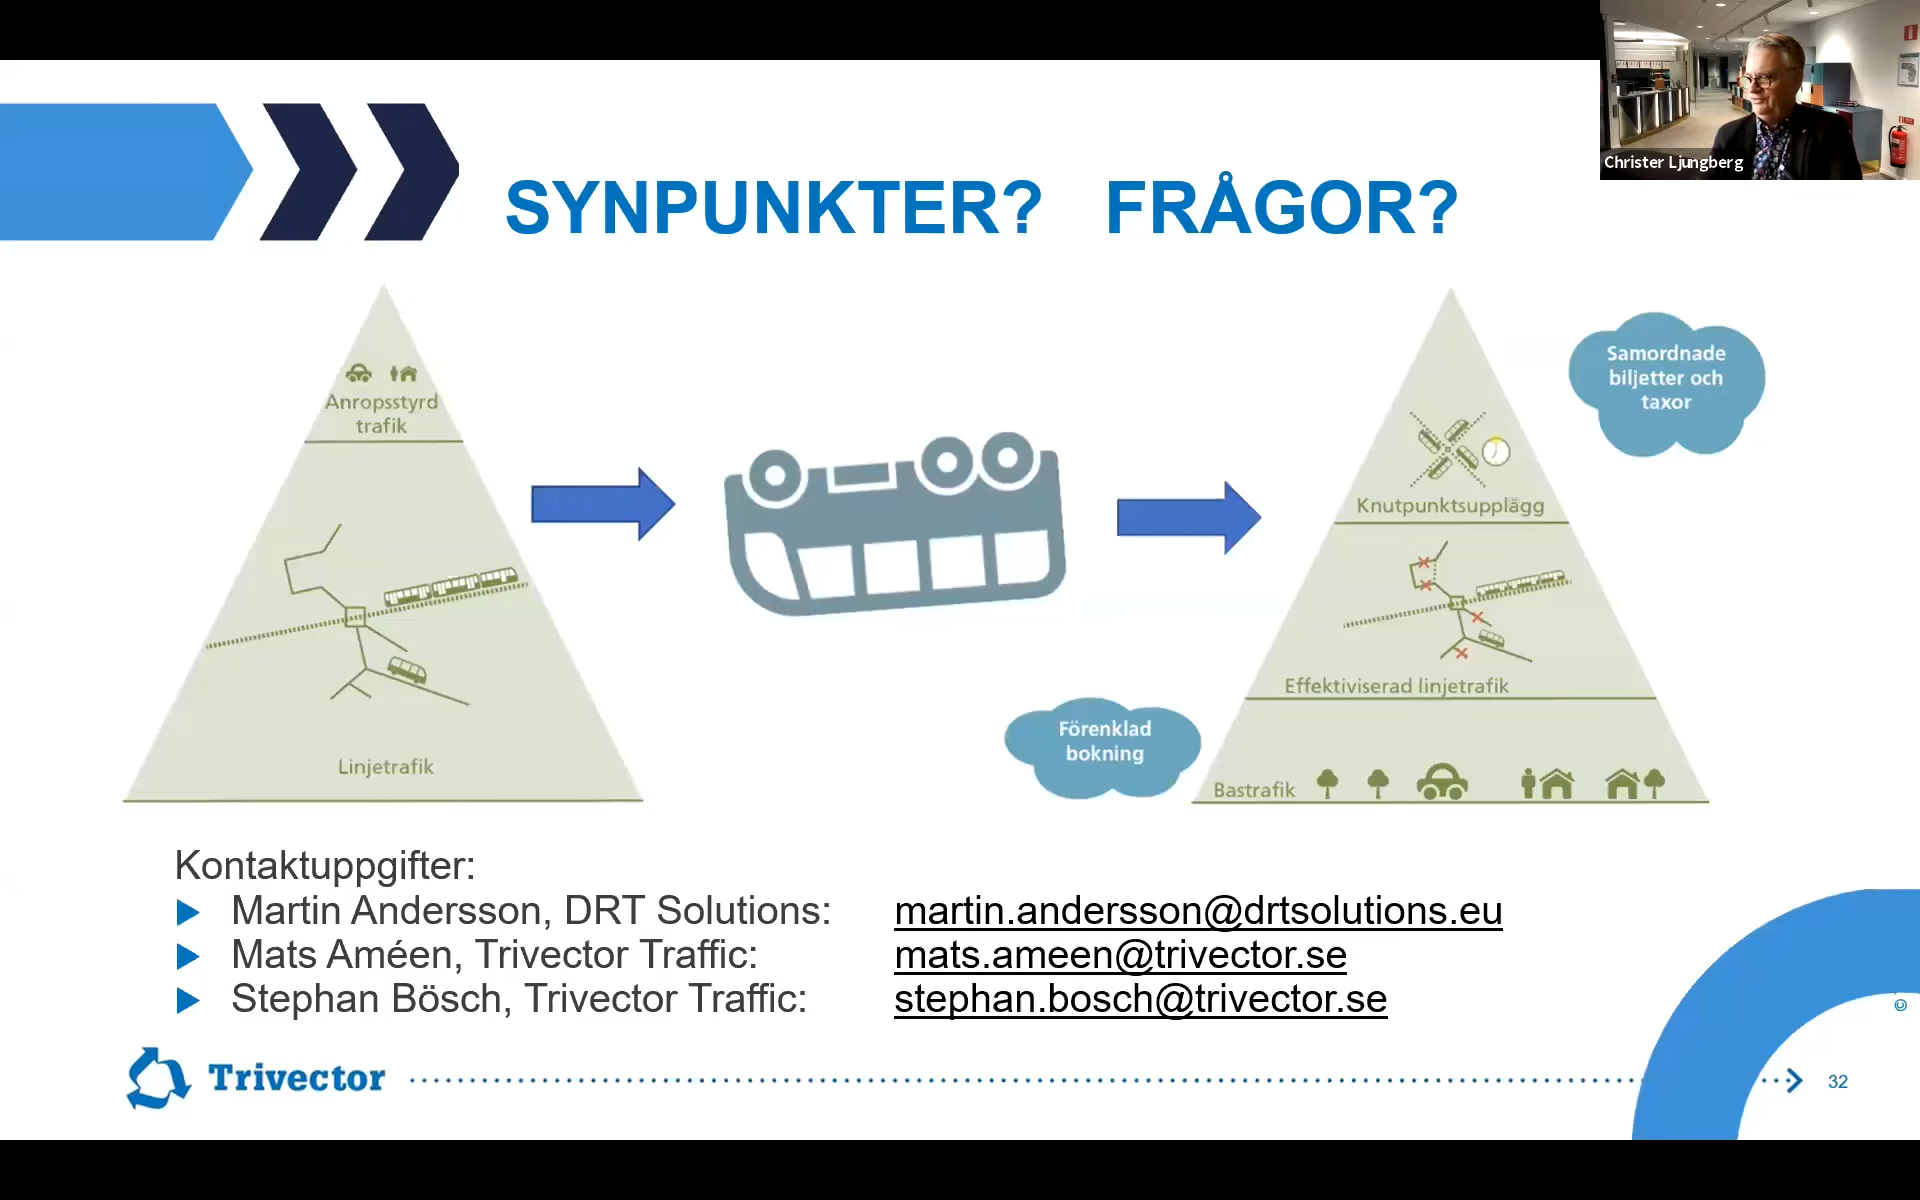 Christer Ljungberg
SYNPUNKTER? FRÅGOR?
Anropsstyrd
trafik
Linjetrafik
Samordnade
biljetter och
taxor
Knutpunktsupplägg
Effektiviserad linjetrafik
Förenklad
bokning
Bastrafik
Kontaktuppgifter:
Martin Andersson, DRT Solutions: martin.andersson@drtsolutions.eu
Mats Améen, Trivector Traffic: mats.ameen@trivector.se
Stephan Bösch, Trivector Traffic: stephan.bosch@trivector.se
©
Trivector
32